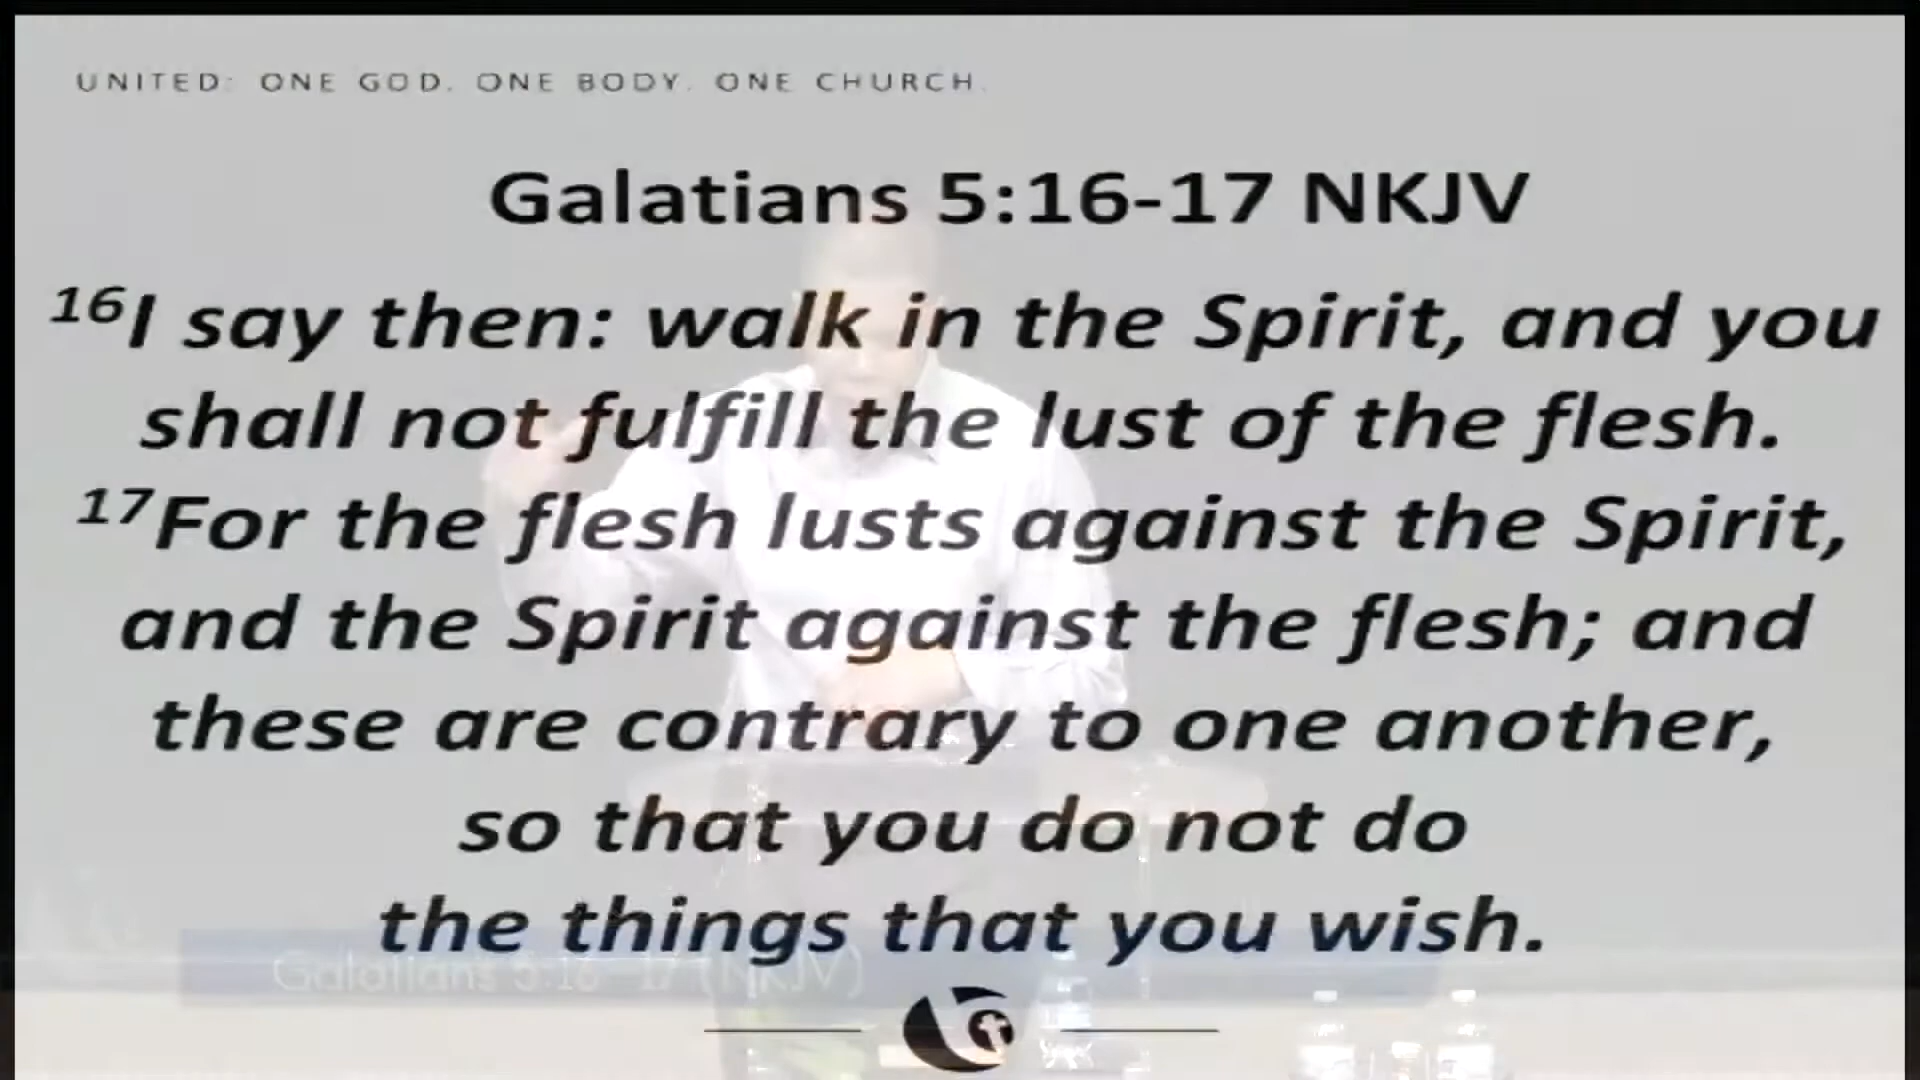 UNITED: ONE GOD. ONE BODY. ONE CHURCH.
Galatians 5:16-17 NKJV
16I say then: walk in the Spirit, and you
shall not fulfill the lust of the flesh.
17For the flesh lusts against the Spirit,
and the Spirit against the flesh; and
these are contrary to one another,
so that you do not do
the things that you wish.
Galatians 5:16-17 (NKJV)